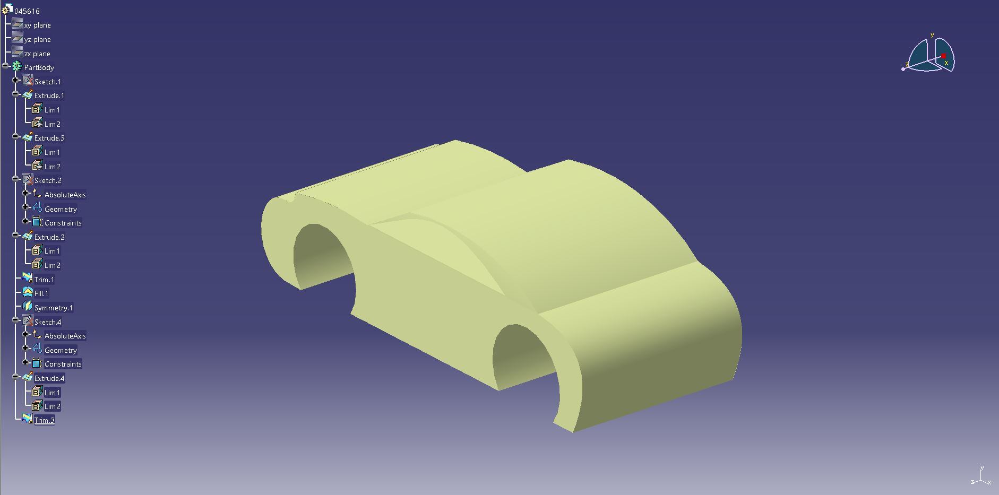 045616
xy plane
yz plane
zx plane
PartBody
Sketch.1
Extrude.1
Lim1
Lim2
Extrude.3
Lim1
Lim2
Sketch.2
AbsoluteAxis
Geometry
Constraints
Extrude.2
Lim1
Lim2
Trim.1
Fill.1
Symmetry.1
Sketch.4
AbsoluteAxis
Geometry
Constraints
Extrude.4
Lim1
Lim2
Trim.3
y
z
x
y
z
x